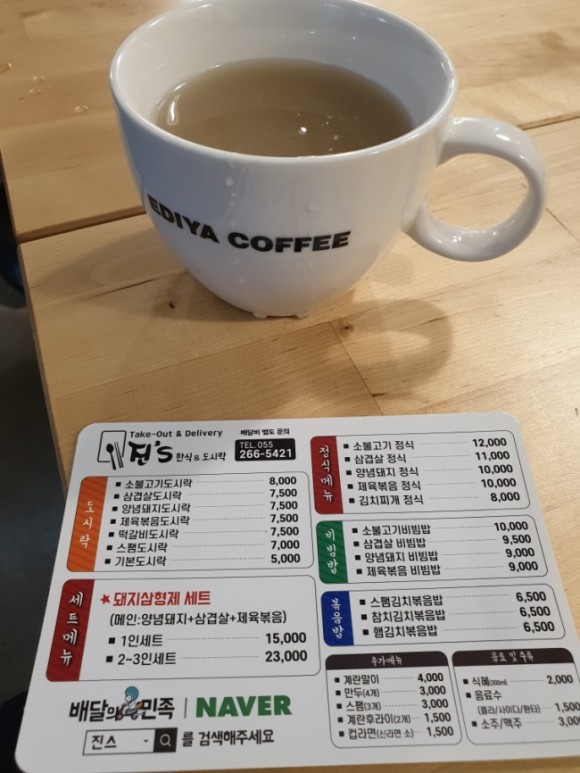 EDIYA COFFEE
Take-Out & Delivery
진's 한식 & 도시락
배달비 별도 문의
TEL.055
266-5421
도시락
소불고기도시락 8,000
삼겹살도시락 7,500
양념돼지도시락 7,500
제육볶음도시락 7,500
떡갈비도시락 7,500
스팸도시락 7,000
기본도시락 5,000
세트메뉴
★돼지삼형제 세트
(메인:양념돼지+삼겹살+제육볶음)
1인세트 15,000
2-3인세트 23,000
배달의민족 | NAVER
진스 를 검색해주세요
정식메뉴
소불고기 정식 12,000
삼겹살 정식 11,000
양념돼지 정식 10,000
제육볶음 정식 10,000
김치찌개 정식 8,000
비빔밥
소불고기비빔밥 10,000
삼겹살 비빔밥 9,500
양념돼지 비빔밥 9,000
제육볶음 비빔밥 9,000
볶음밥
스팸김치볶음밥 6,500
참치김치볶음밥 6,500
햄김치볶음밥 6,500
추가메뉴
계란말이 4,000
만두(4개) 3,000
스팸(3개) 3,000
계란후라이(2개) 1,500
컵라면(신라면 소) 1,500
음료 및 주류
식혜(300ml) 2,000
음료수
(콜라/사이다/환타) 1,500
소주/맥주